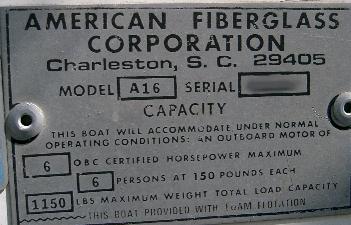 AMERICAN FIBERGLASS
CORPORATION
Charleston, S. C. 29405
MODEL A16 SERIAL
CAPACITY
THIS BOAT WILL ACCOMMODATE UNDER NORMAL
OPERATING CONDITIONS: AN OUTBOARD MOTOR OF
6 OBC CERTIFIED HORSEPOWER MAXIMUM
6 PERSONS AT 150 POUNDS EACH
1150 LBS MAXIMUM WEIGHT TOTAL LOAD CAPACITY
THIS BOAT PROVIDED WITH FOAM FLOTATION